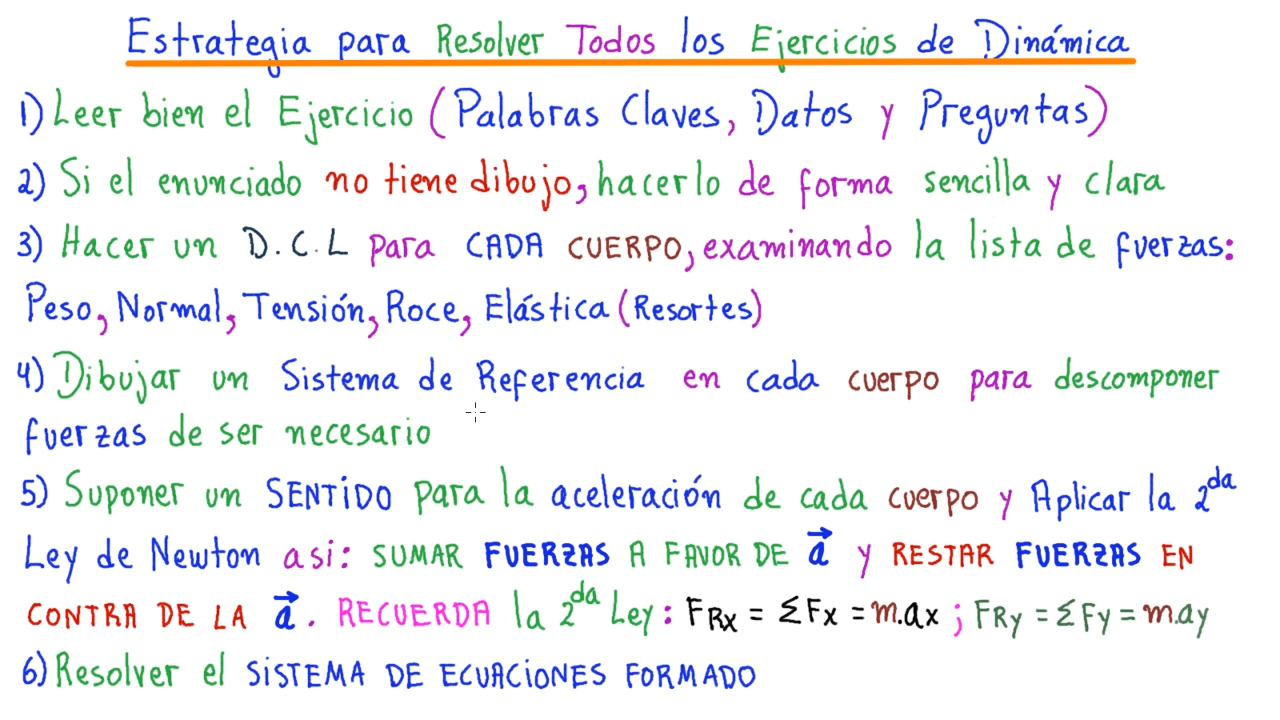 Estrategia para Resolver Todos los Ejercicios de Dinámica
1) Leer bien el Ejercicio (Palabras Claves, Datos y Preguntas)
2) Si el enunciado no tiene dibujo, hacerlo de forma sencilla y clara
3) Hacer un D.C.L para CADA CUERPO, examinando la lista de fuerzas:
Peso, Normal, Tensión, Roce, Elástica (Resortes)
4) Dibujar un Sistema de Referencia en cada cuerpo para descomponer
fuerzas de ser necesario
5) Suponer un SENTIDO para la aceleración de cada cuerpo y Aplicar la 2da
Ley de Newton asi: SUMAR FUERZAS A FAVOR DE a⃗ y RESTAR FUERZAS EN
CONTRA DE LA a⃗. RECUERDA la 2da Ley: FRx = ΣFx = m.ax ; FRy = ΣFy = m.ay
6) Resolver el SISTEMA DE ECUACIONES FORMADO